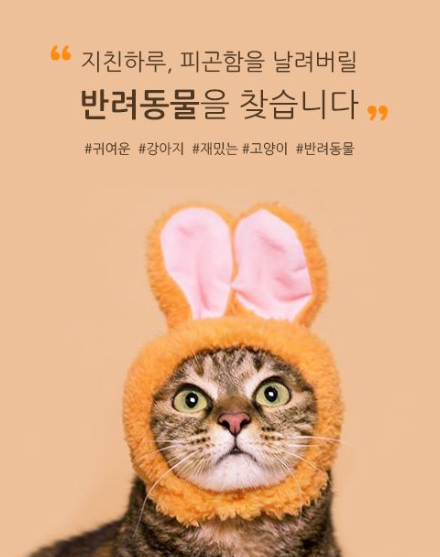 “ 지친하루, 피곤함을 날려버릴
반려동물을 찾습니다 ”
#귀여운 #강아지 #재밌는 #고양이 #반려동물